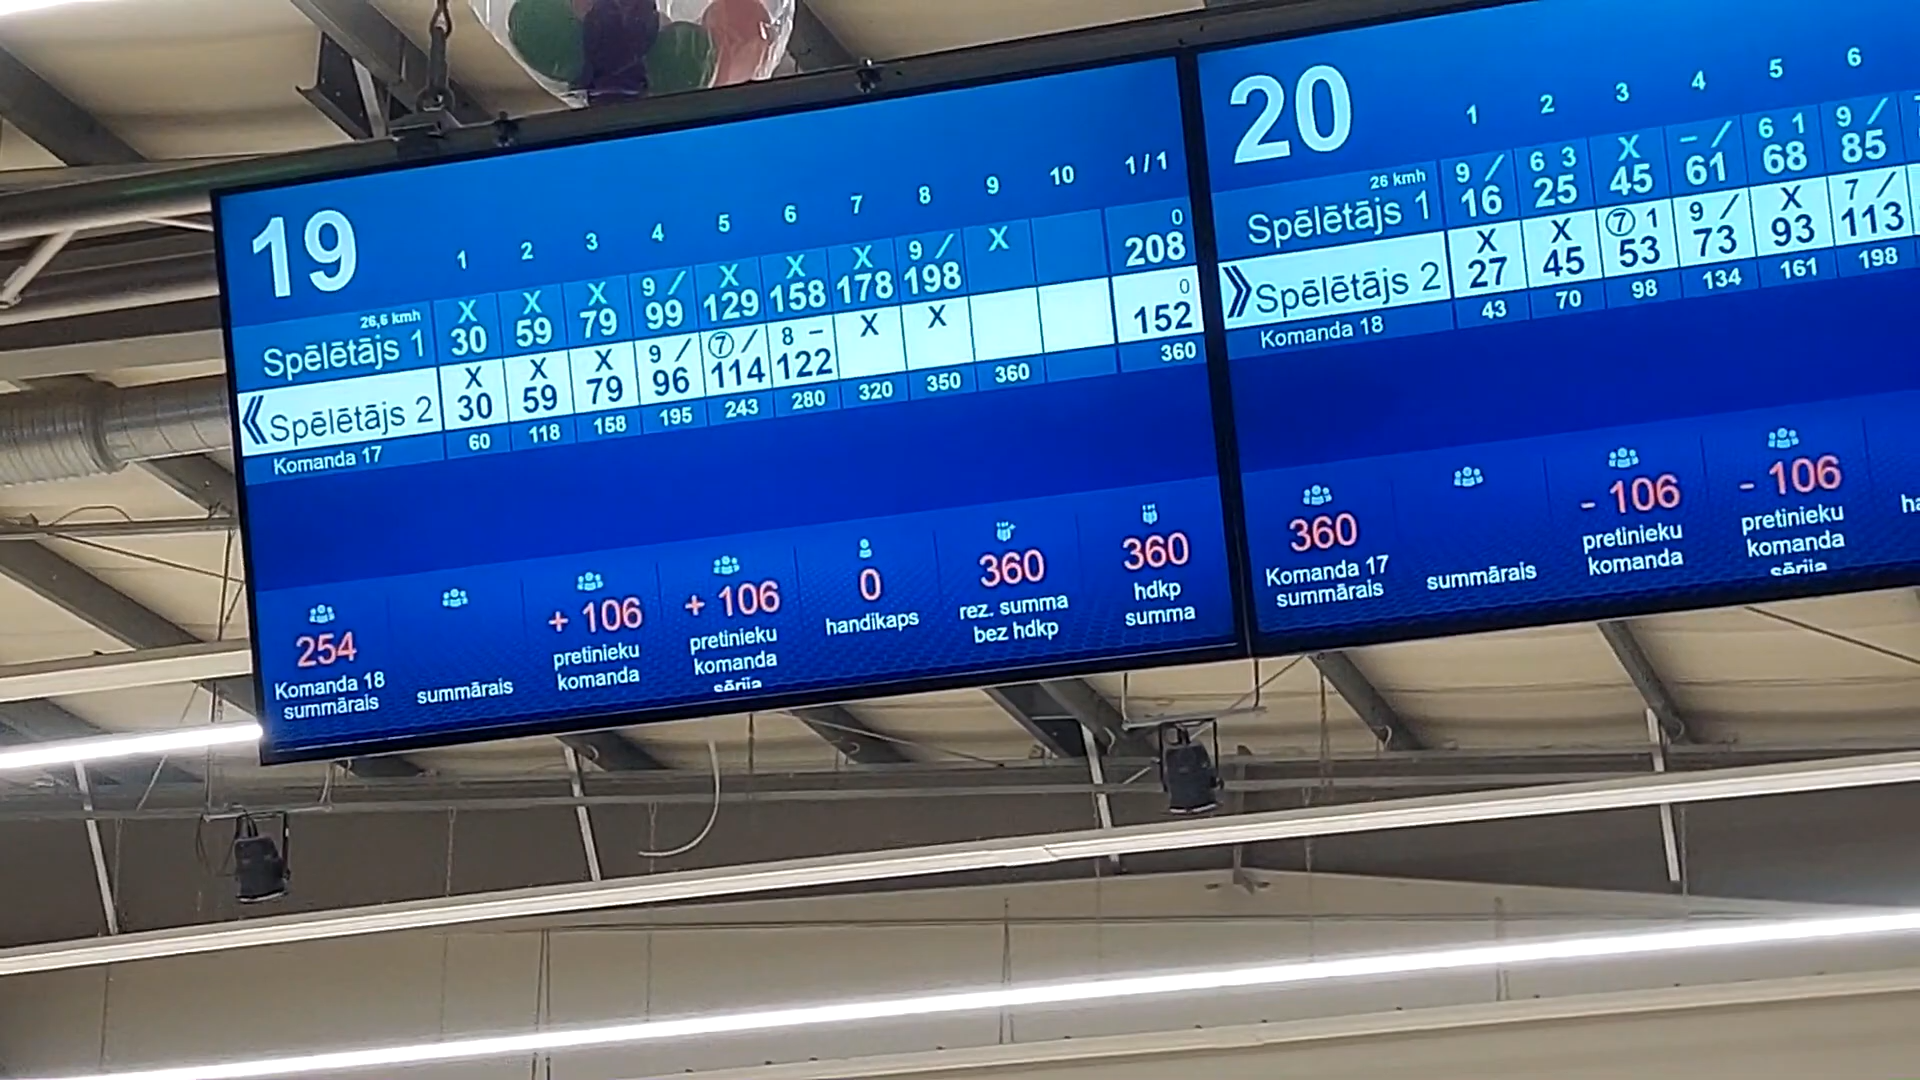 19
1 2 3 4 5 6 7 8 9 10 1/1
26,6 kmh
X X X 9 / X X X 9 / X 0
Spēlētājs 1 30 59 79 99 129 158 178 198 208
X X X 9 / ⑦ / 8 - X X 0
Spēlētājs 2 30 59 79 96 114 122 152
Komanda 17 60 118 158 195 243 280 320 350 360 360
254
Komanda 18
summārais
summārais
+ 106
pretinieku
komanda
+ 106
pretinieku
komanda
sērija
0
handikaps
360
rez. summa
bez hdkp
360
hdkp
summa
20
1 2 3 4 5 6
26 kmh
9 / 6 3 X - / 6 1 9 /
Spēlētājs 1 16 25 45 61 68 85
X X ⑦ 1 9 / X 7 /
Spēlētājs 2 27 45 53 73 93 113
Komanda 18 43 70 98 134 161 198
360
Komanda 17
summārais
summārais
- 106
pretinieku
komanda
- 106
pretinieku
komanda
sērija